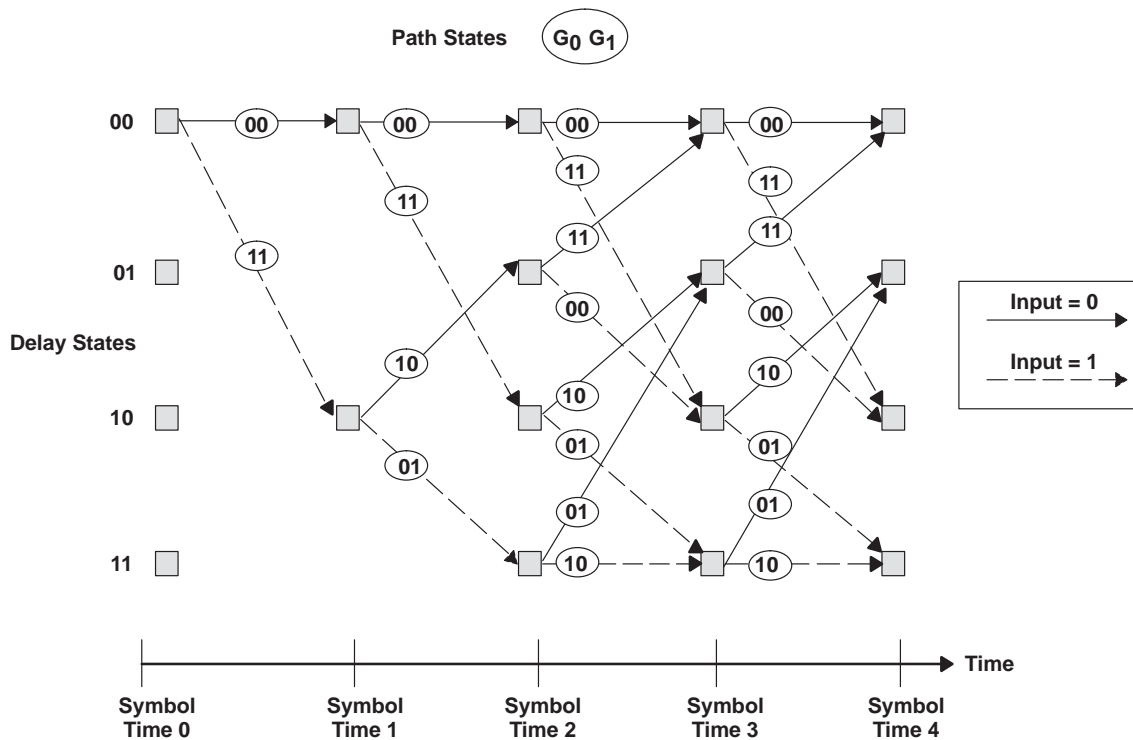 Path States
G0 G1
00
00
00
00
00
11
11
11
11
11
11
01
00
00
Delay States
10
10
10
10
01
01
01
01
01
11
10
10
Input = 0
Input = 1
Time
Symbol
Time 0
Symbol
Time 1
Symbol
Time 2
Symbol
Time 3
Symbol
Time 4